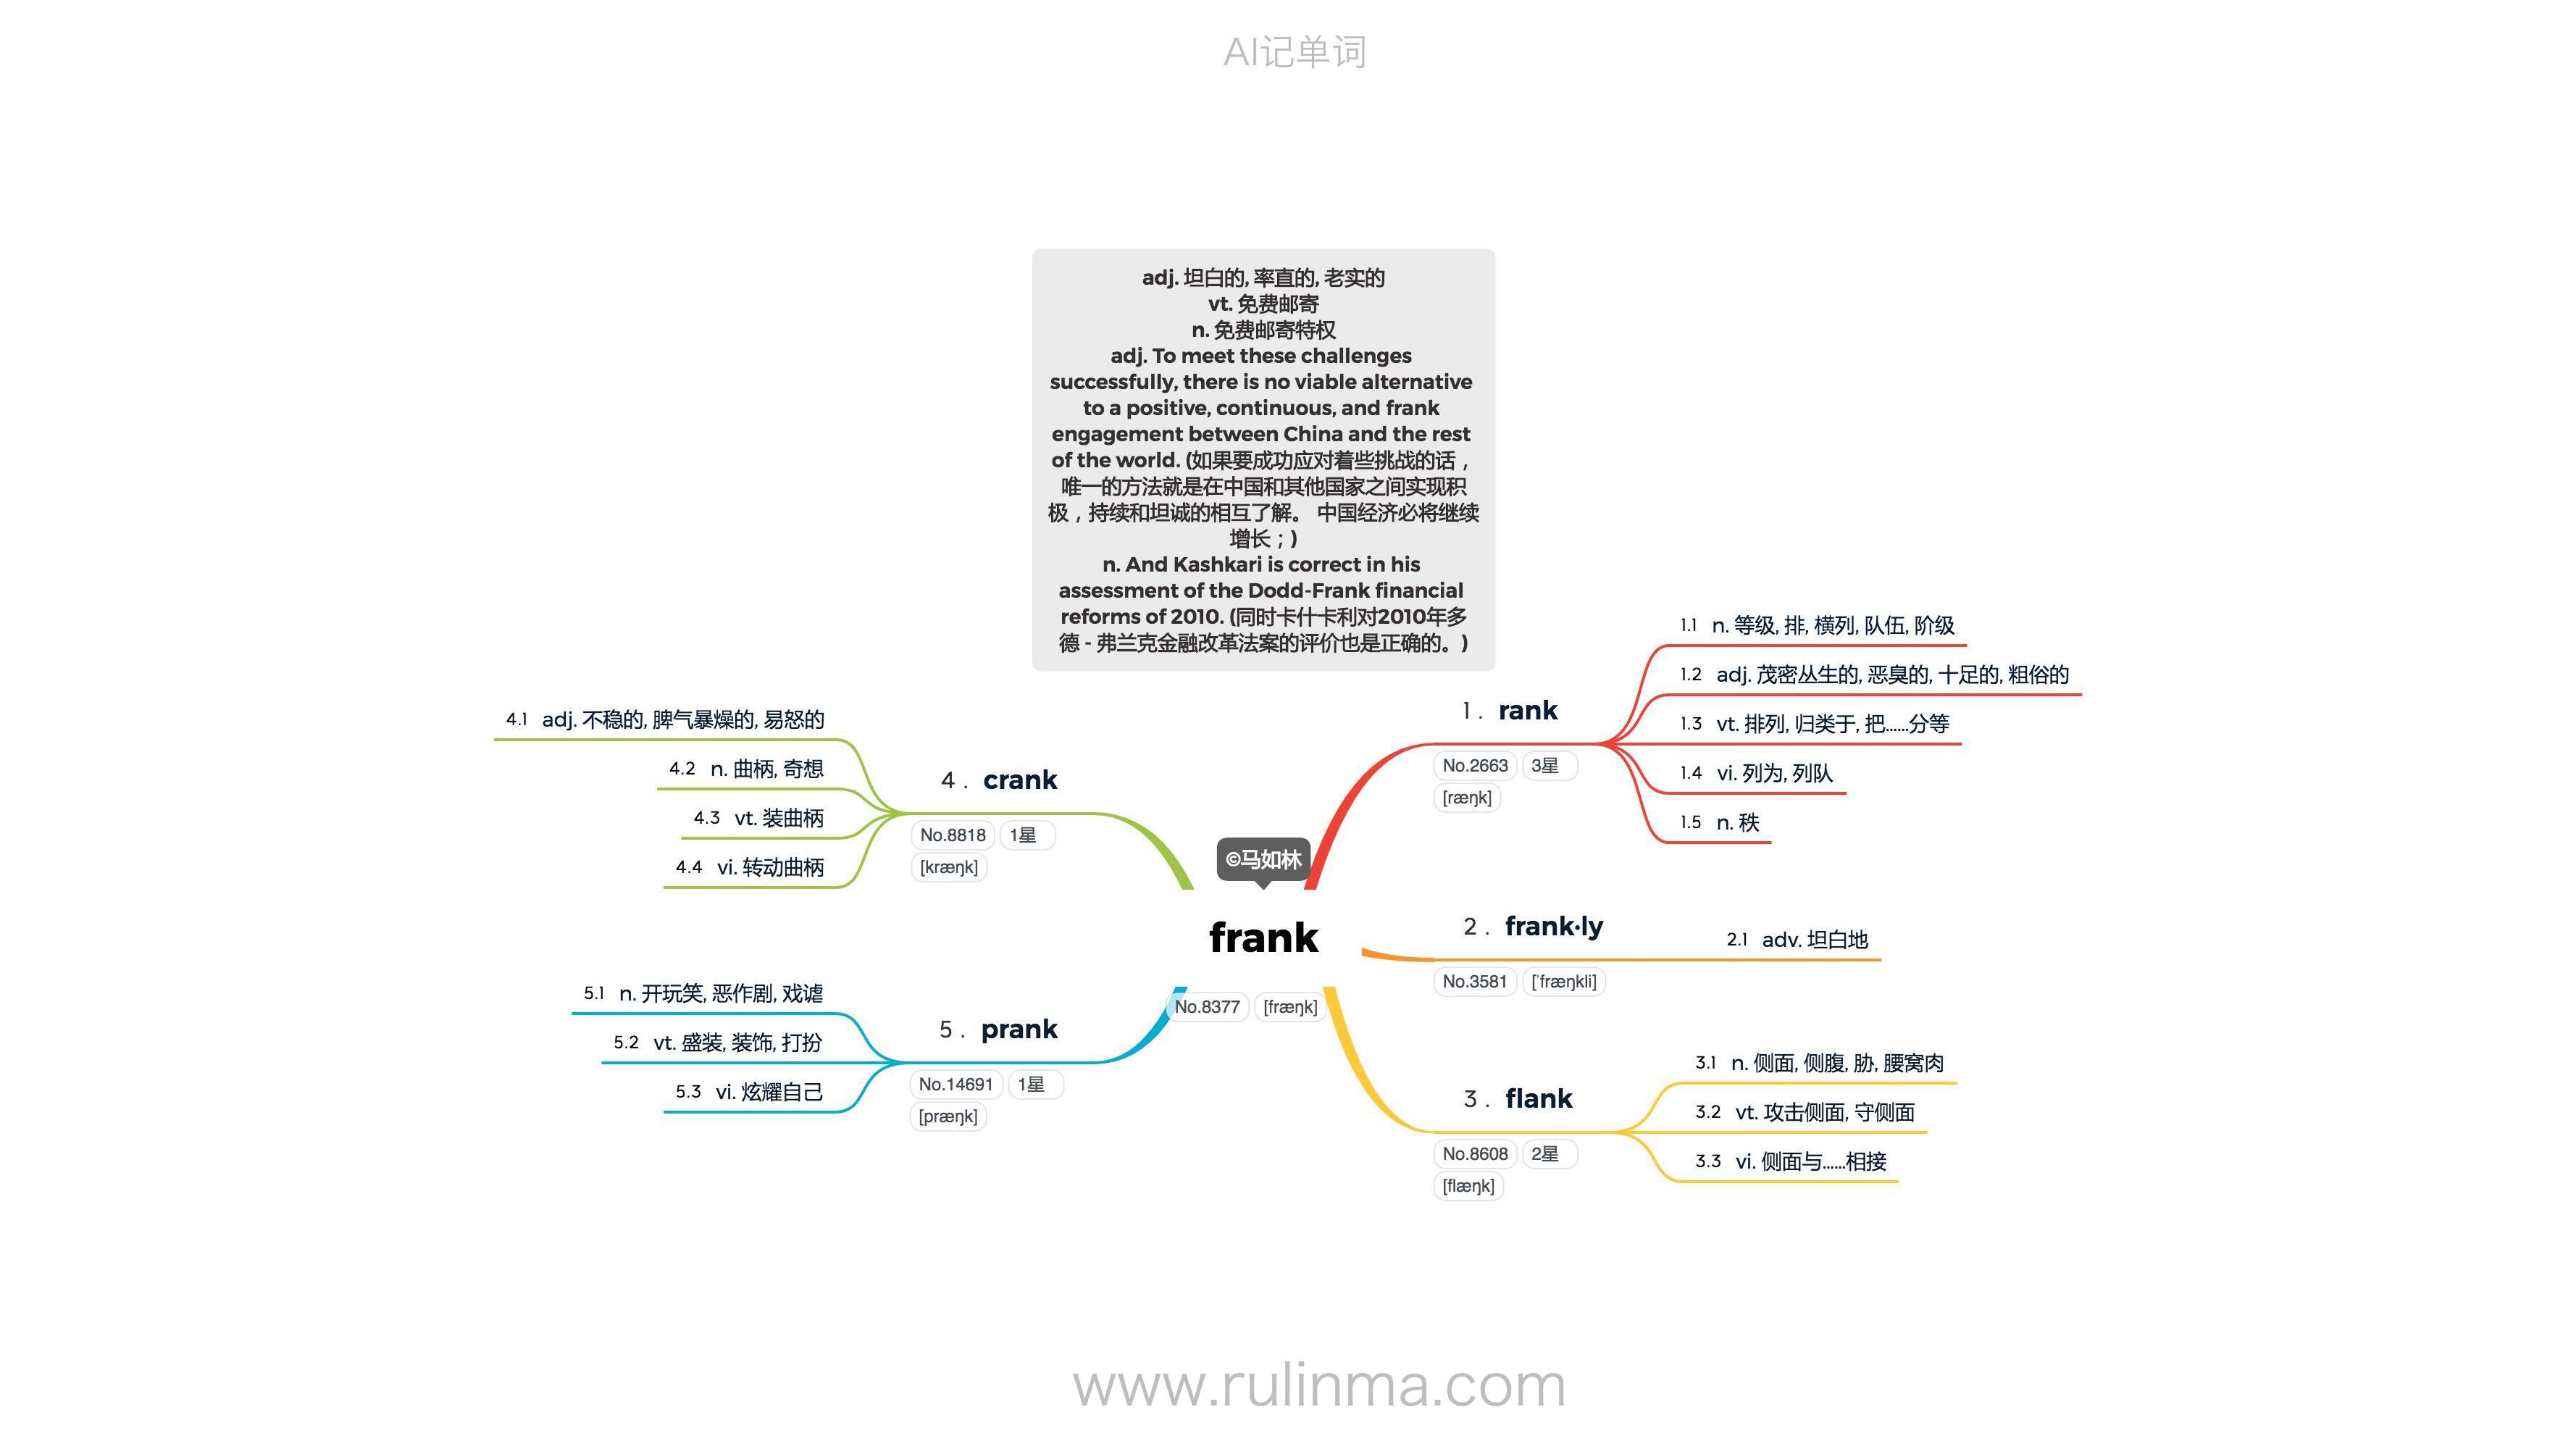 AI记单词
adj. 坦白的, 率直的, 老实的
vt. 免费邮寄
n. 免费邮寄特权
adj. To meet these challenges
successfully, there is no viable alternative
to a positive, continuous, and frank
engagement between China and the rest
of the world. (如果要成功应对着些挑战的话，
唯一的方法就是在中国和其他国家之间实现积
极，持续和坦诚的相互了解。 中国经济必将继续
增长；)
n. And Kashkari is correct in his
assessment of the Dodd-Frank financial
reforms of 2010. (同时卡什卡利对2010年多
德－弗兰克金融改革法案的评价也是正确的。)
©马如林
frank
No.8377 [fræŋk]
1. rank
No.2663 3星
[ræŋk]
1.1 n. 等级, 排, 横列, 队伍, 阶级
1.2 adj. 茂密丛生的, 恶臭的, 十足的, 粗俗的
1.3 vt. 排列, 归类于, 把……分等
1.4 vi. 列为, 列队
1.5 n. 秩
2. frank·ly
No.3581 [ˈfræŋkli]
2.1 adv. 坦白地
3. flank
No.8608 2星
[flæŋk]
3.1 n. 侧面, 侧腹, 胁, 腰窝肉
3.2 vt. 攻击侧面, 守侧面
3.3 vi. 侧面与……相接
4. crank
No.8818 1星
[kræŋk]
4.1 adj. 不稳的, 脾气暴燥的, 易怒的
4.2 n. 曲柄, 奇想
4.3 vt. 装曲柄
4.4 vi. 转动曲柄
5. prank
No.14691 1星
[præŋk]
5.1 n. 开玩笑, 恶作剧, 戏谑
5.2 vt. 盛装, 装饰, 打扮
5.3 vi. 炫耀自己
www.rulinma.com